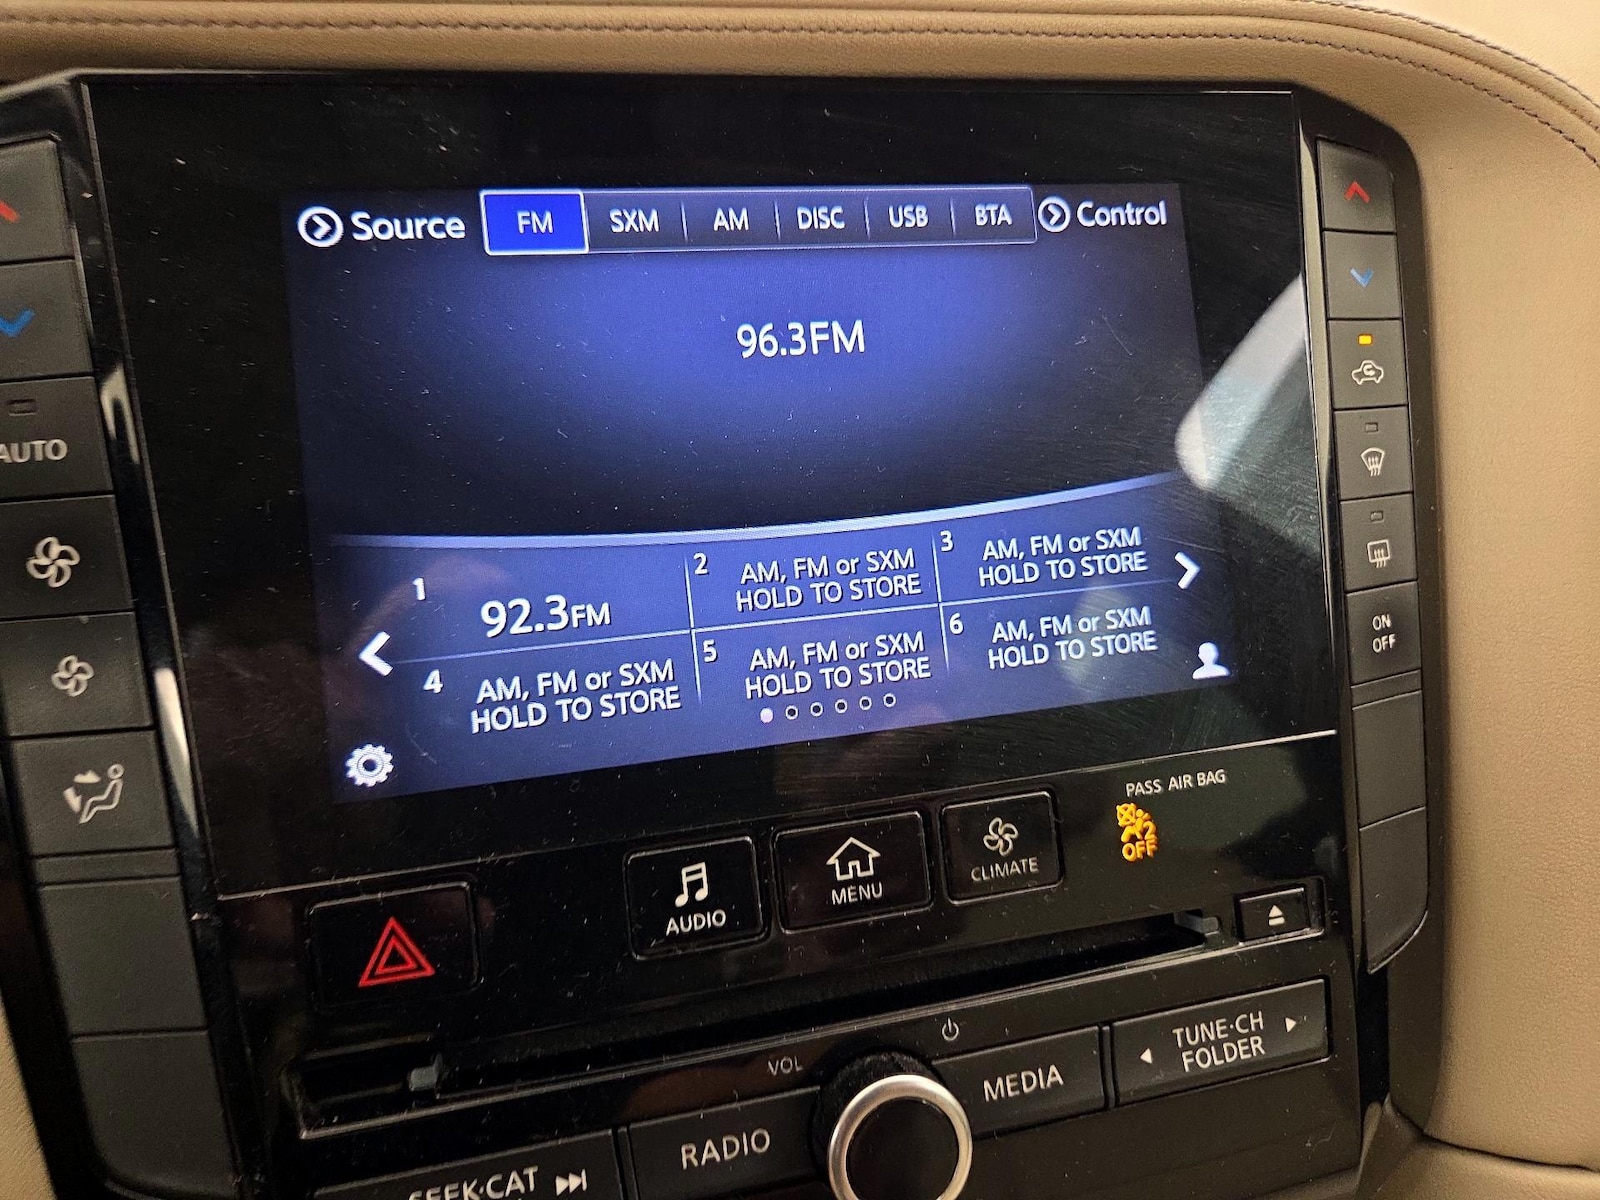 Source FM SXM AM DISC USB BTA Control
96.3FM
1 92.3FM
2 AM, FM or SXM
HOLD TO STORE
3 AM, FM or SXM
HOLD TO STORE
4 AM, FM or SXM
HOLD TO STORE
5 AM, FM or SXM
HOLD TO STORE
6 AM, FM or SXM
HOLD TO STORE
AUTO
ON
OFF
PASS AIR BAG
2
OFF
AUDIO
MENU
CLIMATE
VOL
RADIO
MEDIA
TUNE·CH
FOLDER
SEEK·CAT